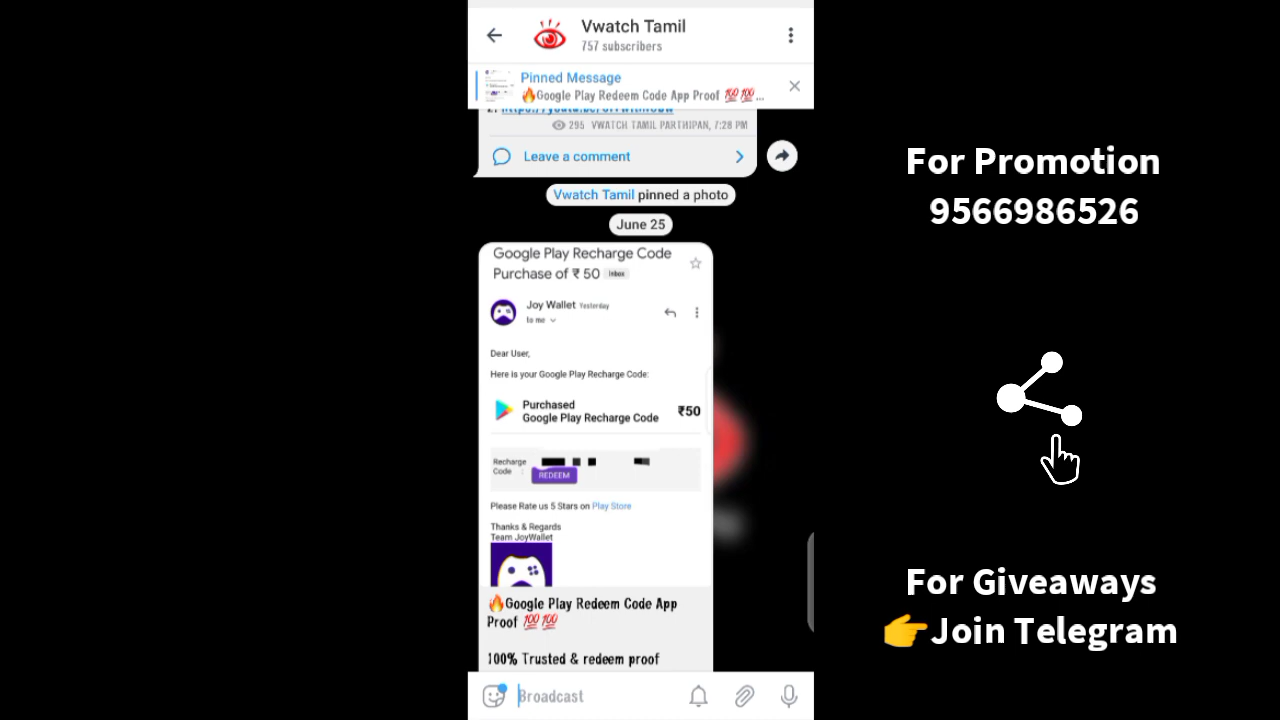 Vwatch Tamil
757 subscribers
Pinned Message
🔥Google Play Redeem Code App Proof 💯💯...
295 VWATCH TAMIL PARTHIPAN, 7:28 PM
Leave a comment
Vwatch Tamil pinned a photo
June 25
Google Play Recharge Code
Purchase of ₹ 50 Inbox
Joy Wallet Yesterday
to me
Dear User,
Here is your Google Play Recharge Code:
Purchased
Google Play Recharge Code
₹50
Recharge
Code
REDEEM
Please Rate us 5 Stars on Play Store
Thanks & Regards
Team JoyWallet
🔥Google Play Redeem Code App
Proof 💯💯
100% Trusted & redeem proof
Broadcast
For Promotion
9566986526
For Giveaways
👉Join Telegram